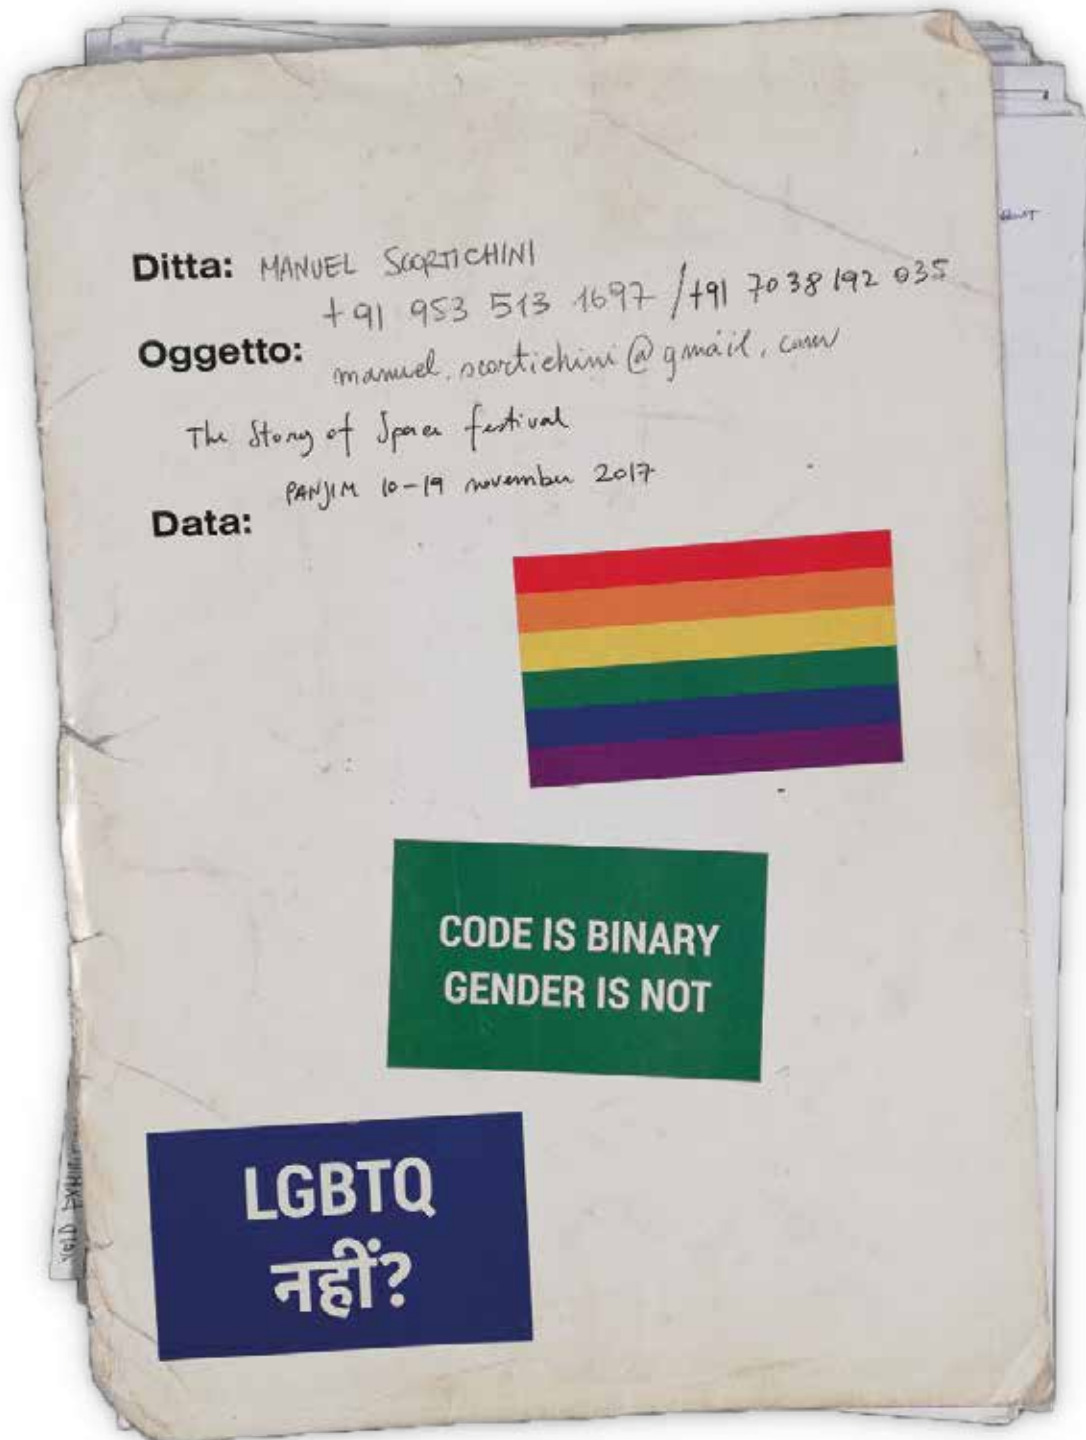 Ditta: MANUEL SCORTICHINI
+91 953 513 1697 / +91 7038 192 035
Oggetto: manuel.scortichini@gmail.com
The Story of Space festival
PANJIM 10-19 november 2017
Data:
CODE IS BINARY
GENDER IS NOT
LGBTQ
नहीं?